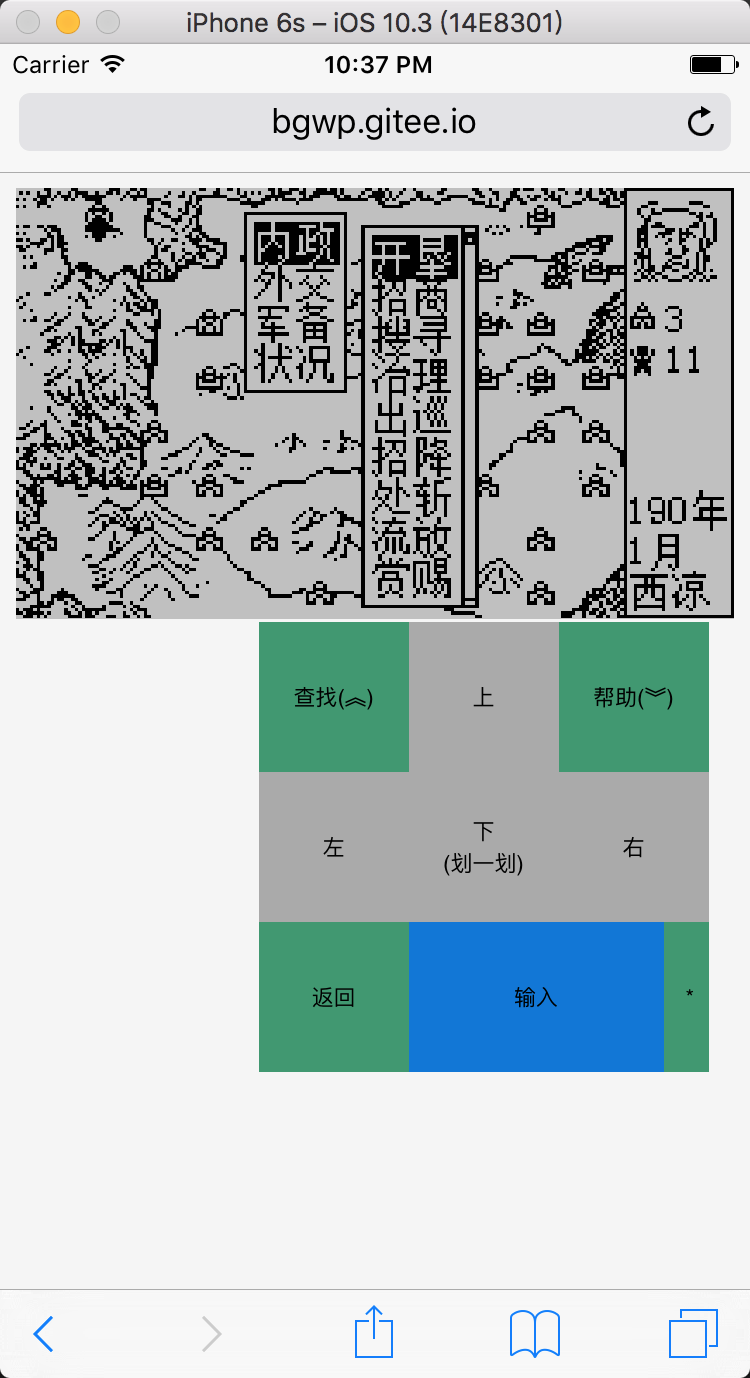 iPhone 6s – iOS 10.3 (14E8301)
Carrier
10:37 PM
bgwp.gitee.io
内政
外交
军备
状况
开垦
招商
搜寻
治理
出巡
招降
处斩
流放
赏赐
3
11
190年
1月
西凉
查找(︽)
上
帮助(︾)
左
下
(划一划)
右
返回
输入
*